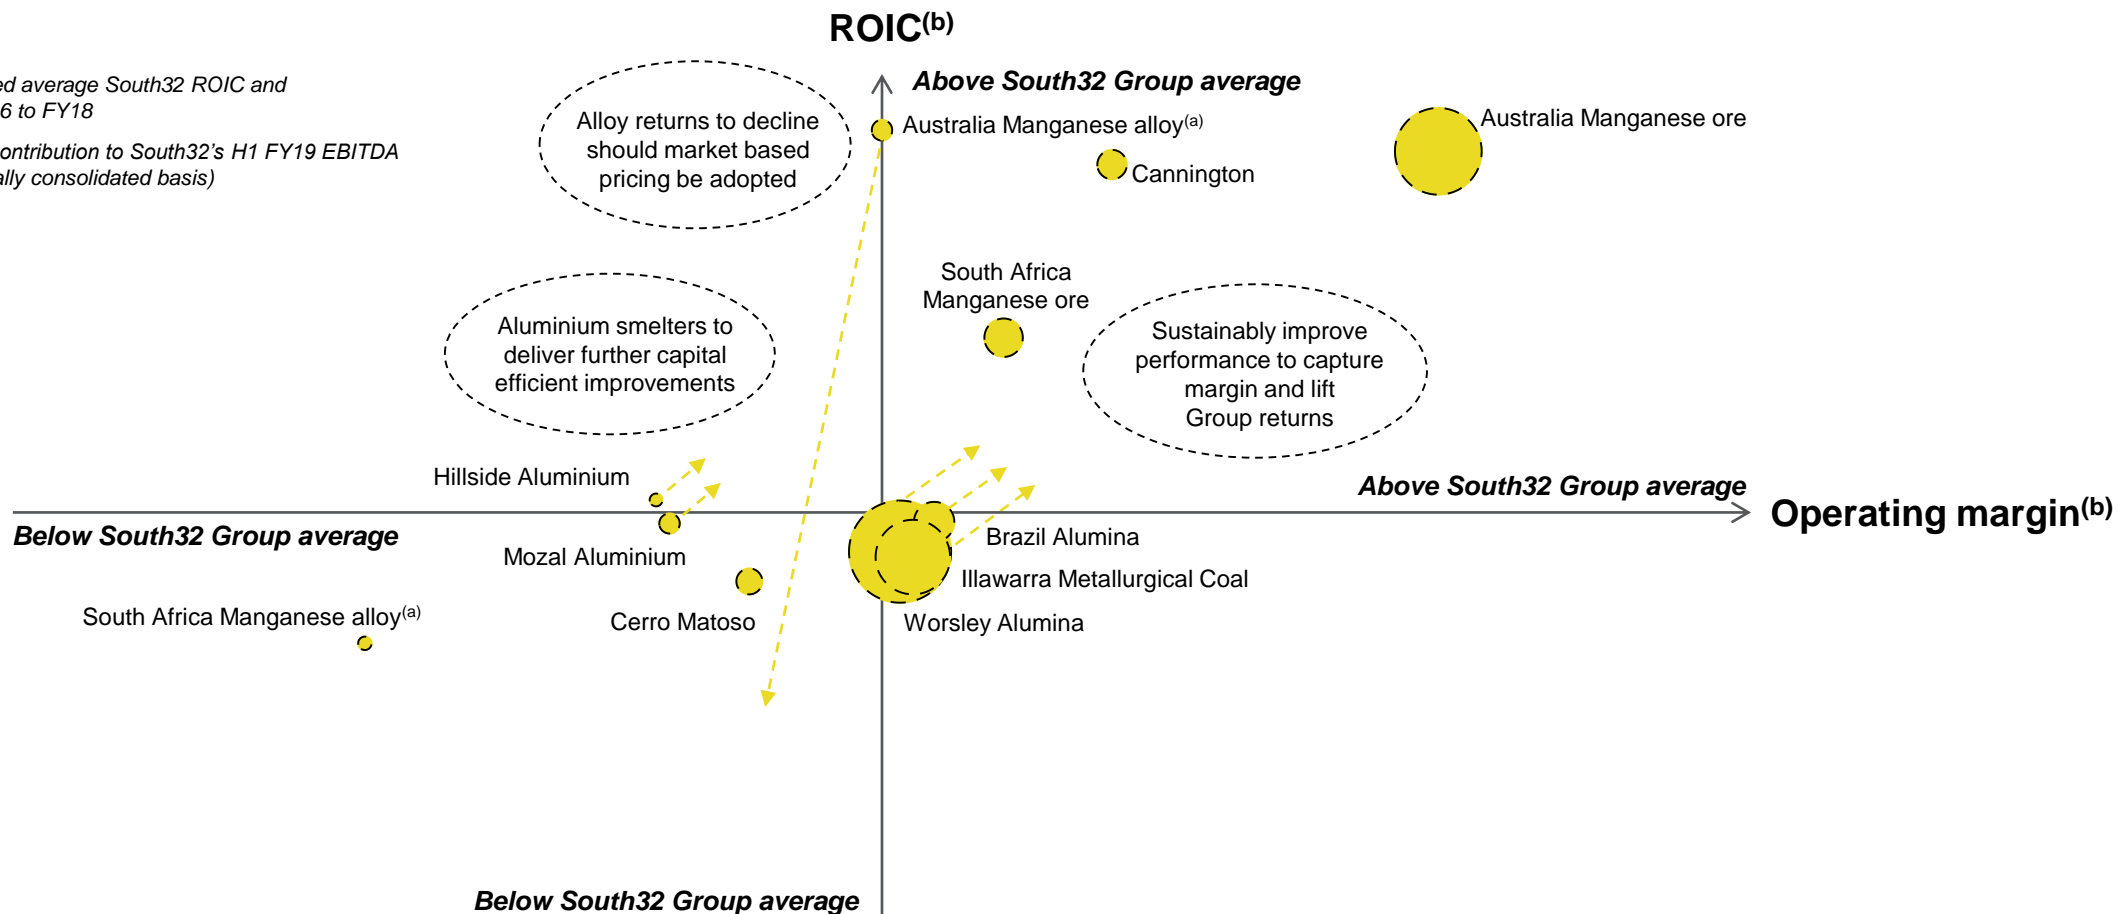 ROIC(b)
average South32 ROIC and
to FY18
contribution to South32's H1 FY19 EBITDA
consolidated basis)
Above South32 Group average
Alloy returns to decline
should market based
pricing be adopted
Australia Manganese alloy(a)
Australia Manganese ore
Cannington
South Africa
Manganese ore
Aluminium smelters to
deliver further capital
efficient improvements
Sustainably improve
performance to capture
margin and lift
Group returns
Hillside Aluminium
Above South32 Group average
Operating margin(b)
Below South32 Group average
Mozal Aluminium
Brazil Alumina
Illawarra Metallurgical Coal
South Africa Manganese alloy(a)
Cerro Matoso
Worsley Alumina
Below South32 Group average